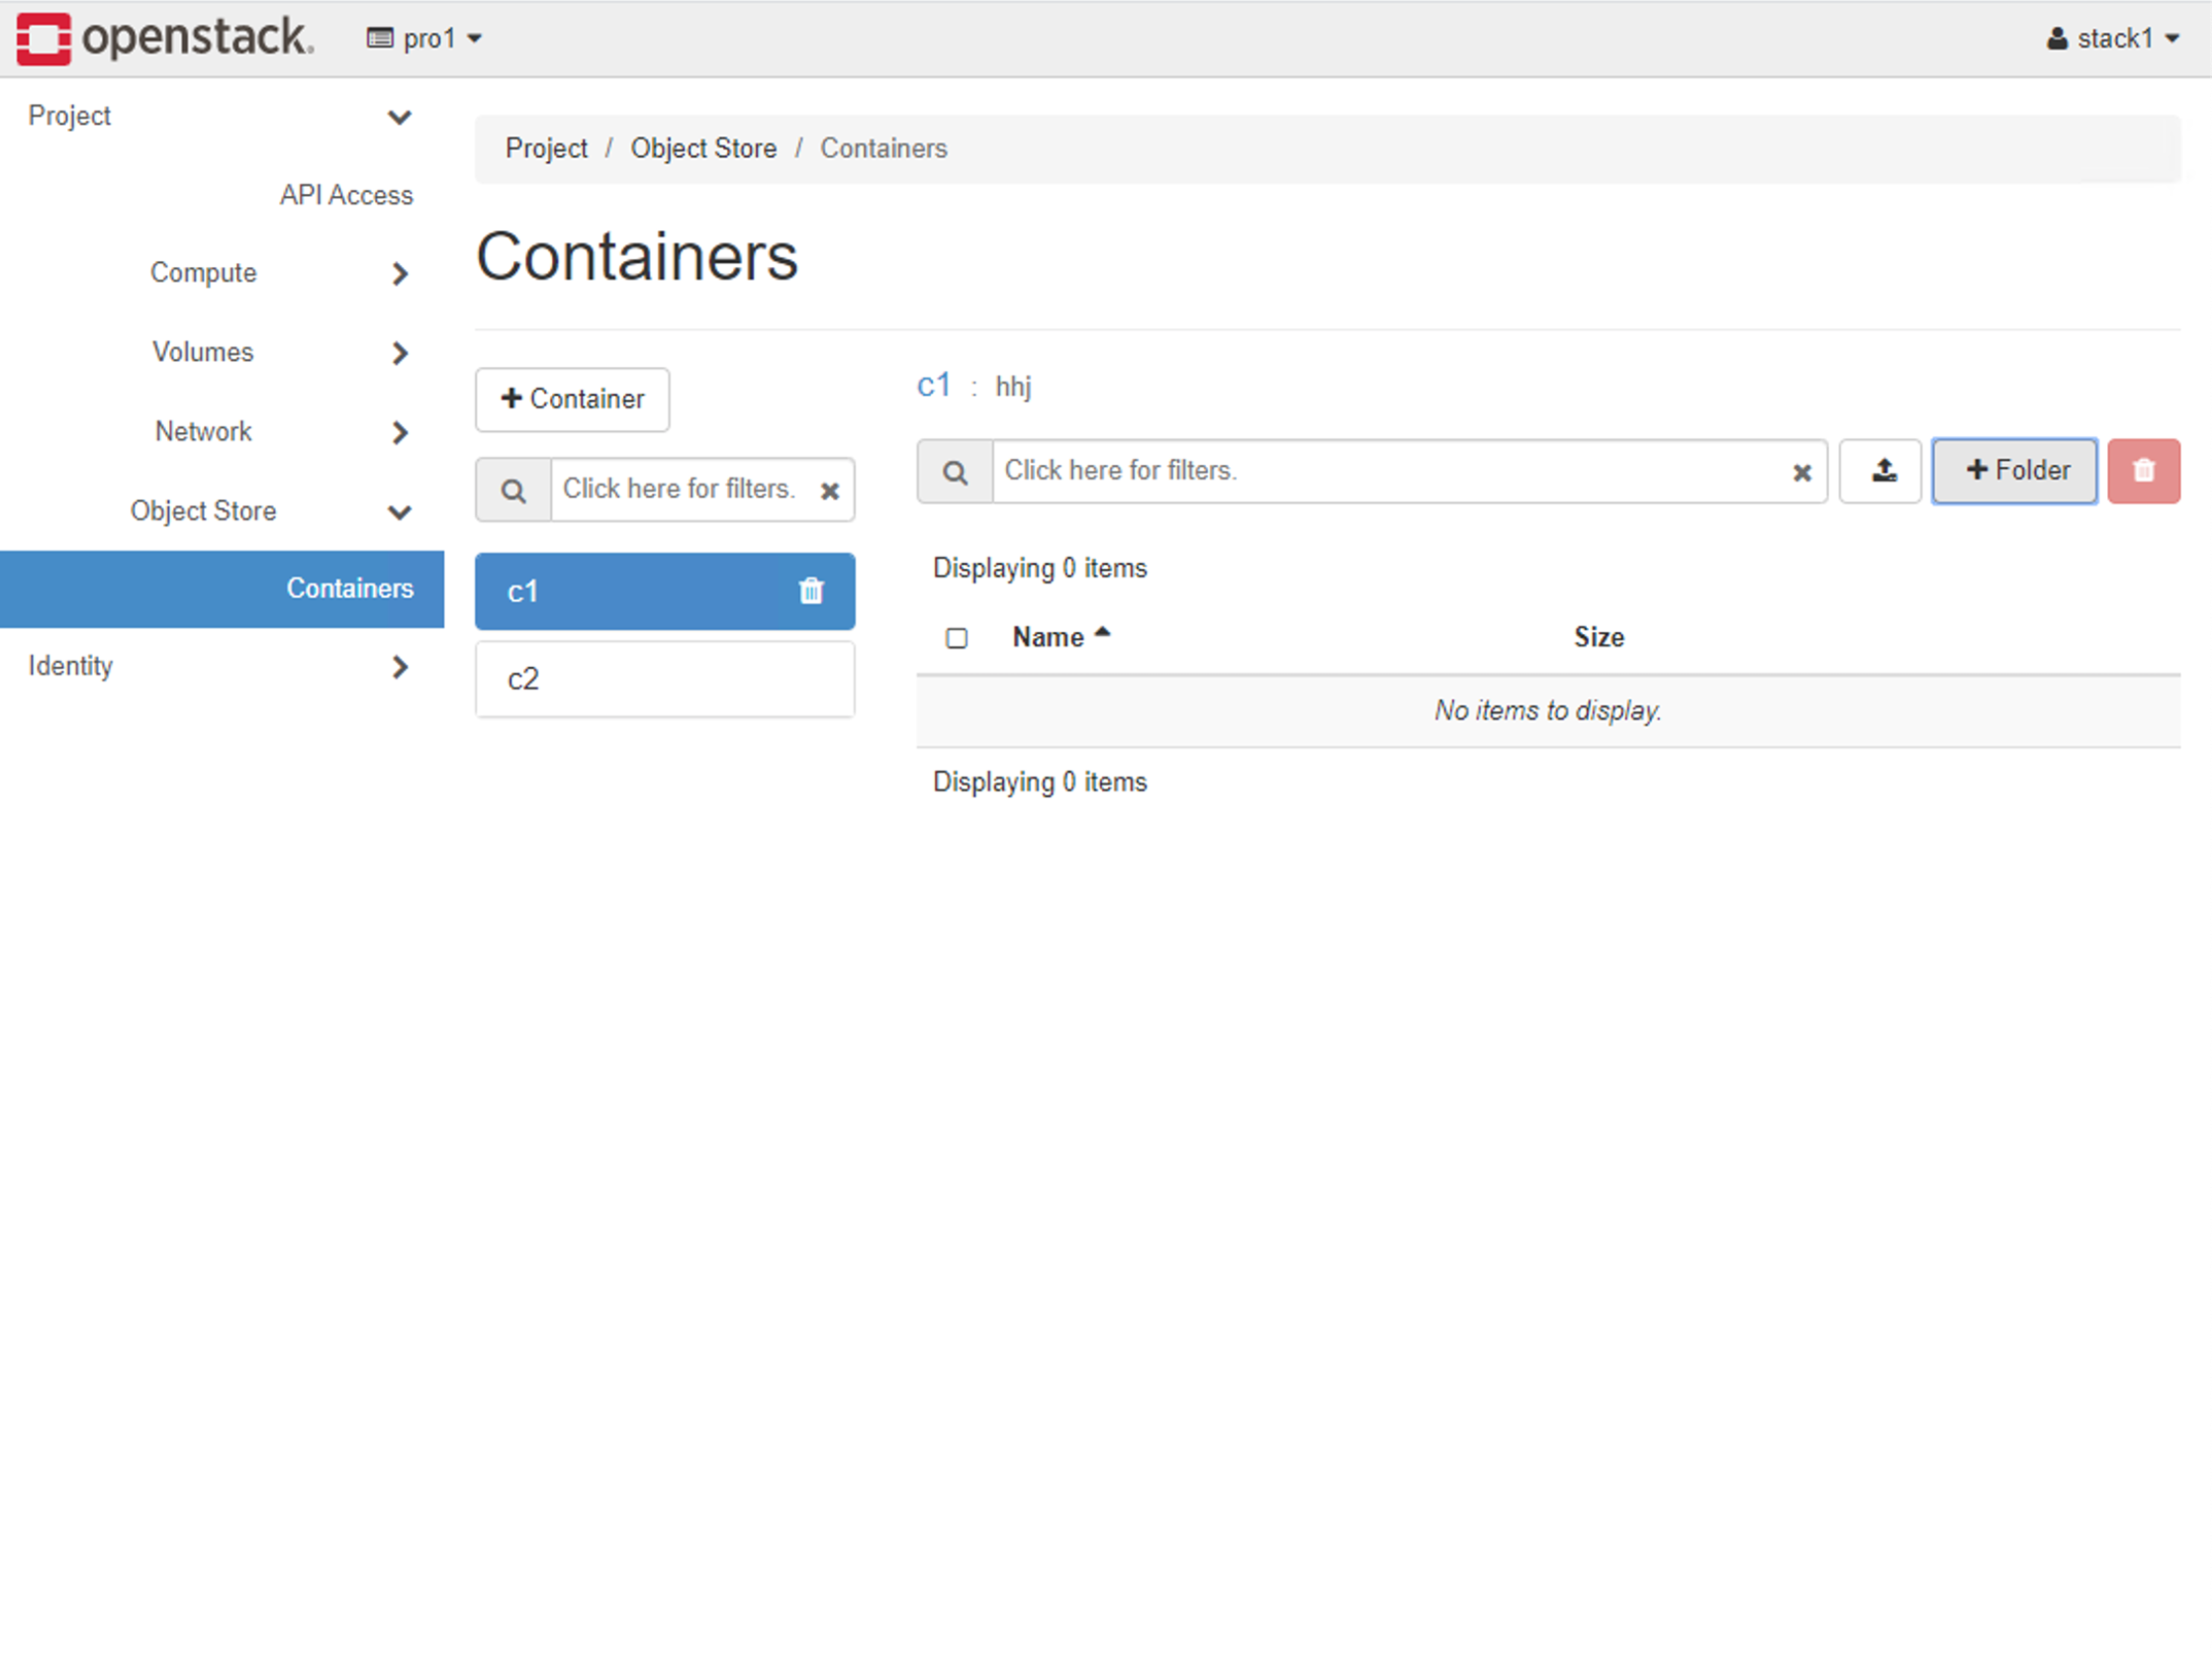 openstack. pro1 stack1
Project
API Access
Compute
Volumes
Network
Object Store
Containers
Identity
Project / Object Store / Containers
Containers
Container
Click here for filters.
c1
c2
c1 : hhj
Click here for filters.
Folder
Displaying 0 items
Name Size
No items to display.
Displaying 0 items